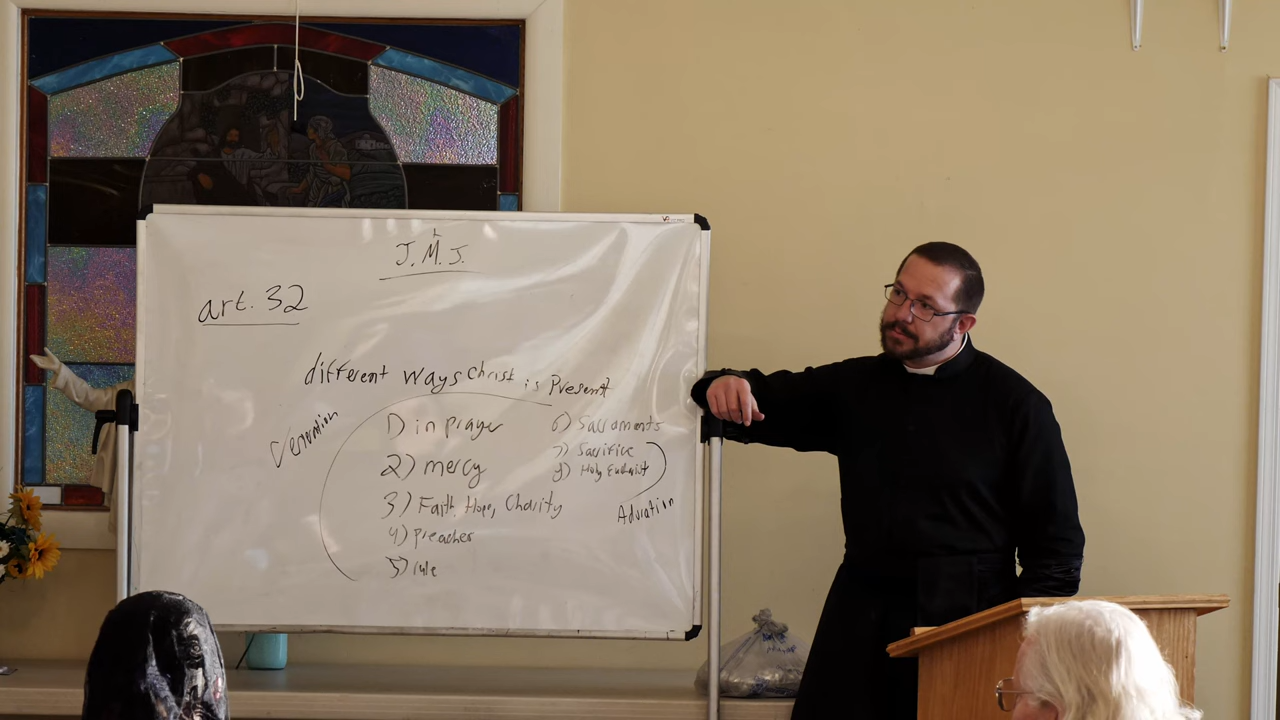 J.M.J.
art. 32
different ways Christ is Present
Veneration
1) in prayer
2) mercy
3) Faith, Hope, Charity
4) preacher
5) rule
6) Sacraments
7) Sacrifice
8) Holy Eucharist
Adoration